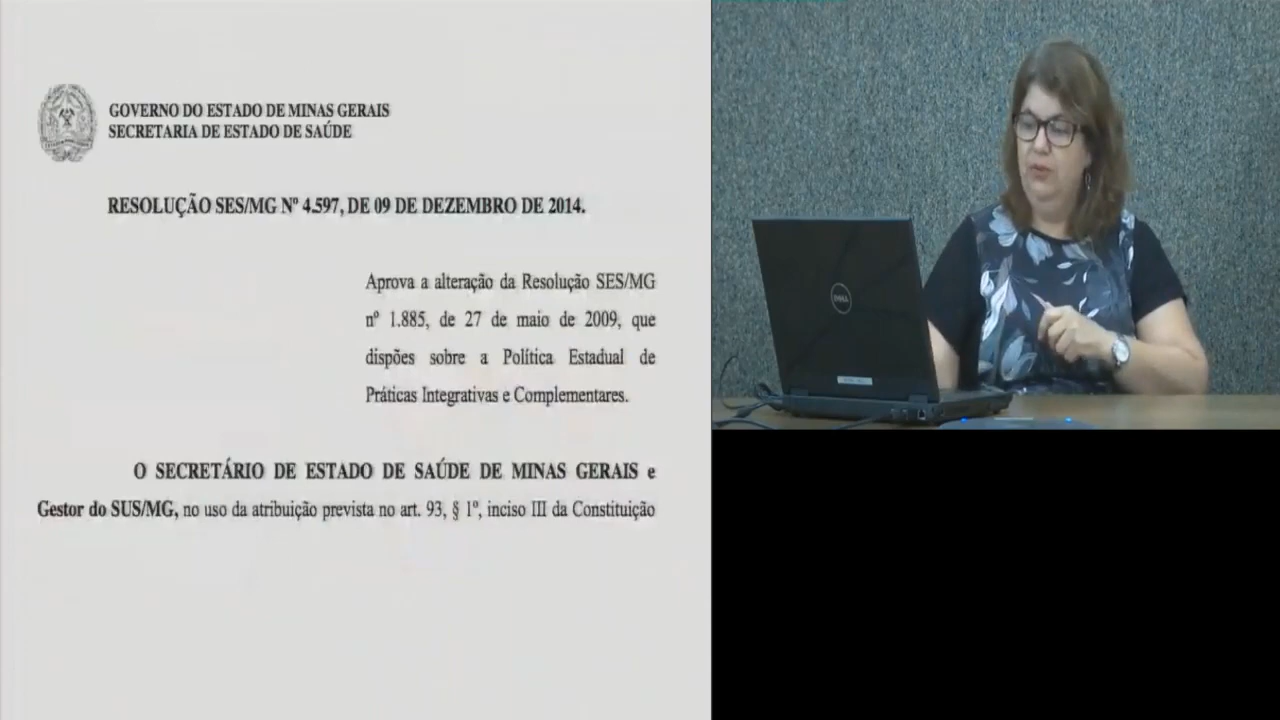 GOVERNO DO ESTADO DE MINAS GERAIS
SECRETARIA DE ESTADO DE SAÚDE
RESOLUÇÃO SES/MG Nº 4.597, DE 09 DE DEZEMBRO DE 2014.
Aprova a alteração da Resolução SES/MG
nº 1.885, de 27 de maio de 2009, que
dispões sobre a Política Estadual de
Práticas Integrativas e Complementares.
O SECRETÁRIO DE ESTADO DE SAÚDE DE MINAS GERAIS e
Gestor do SUS/MG, no uso da atribuição prevista no art. 93, § 1º, inciso III da Constituição
DELL